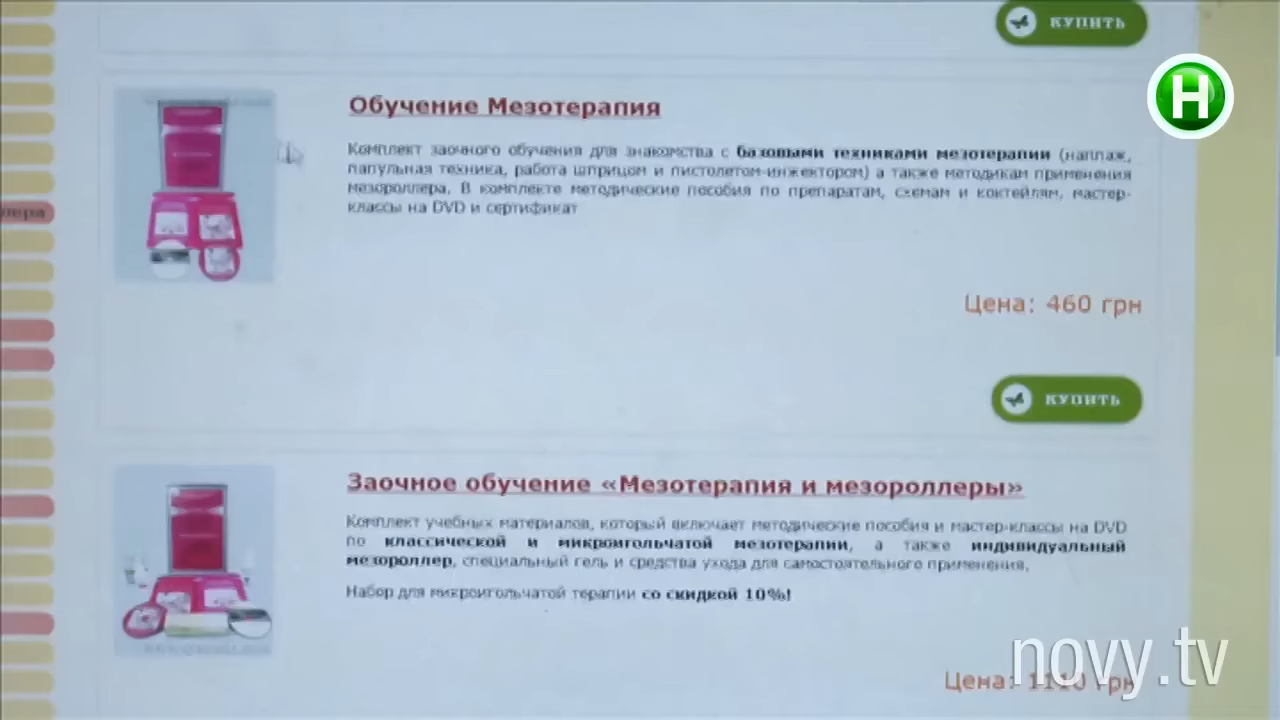 КУПИТЬ
Н
Обучение Мезотерапия
Комплект заочного обучения для знакомства с базовыми техниками мезотерапии (наппаж,
папульная техника, работа шприцом и пистолетом-инжектором) а также методикам применения
мезороллера. В комплекте методические пособия по препаратам, схемам и коктейлям, мастер-
классы на DVD и сертификат
Цена: 460 грн
КУПИТЬ
Заочное обучение «Мезотерапия и мезороллеры»
Комплект учебных материалов, который включает методические пособия и мастер-классы на DVD
по классической и микроигольчатой мезотерапии, а также индивидуальный
мезороллер, специальный гель и средства ухода для самостоятельного применения.
Набор для микроигольчатой терапии со скидкой 10%!
novy.tv
Цена: 1110 грн